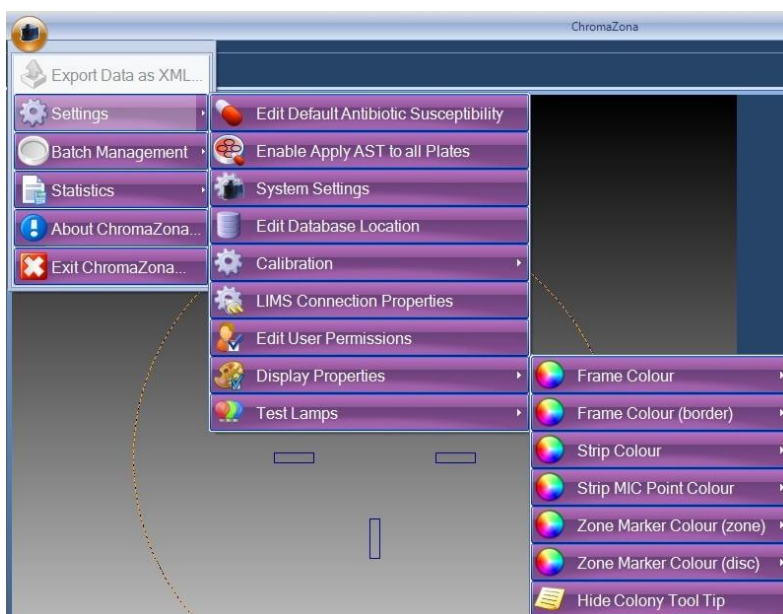 ChromaZona
Export Data as XML...
Settings
Batch Management
Statistics
About ChromaZona...
Exit ChromaZona...
Edit Default Antibiotic Susceptibility
Enable Apply AST to all Plates
System Settings
Edit Database Location
Calibration
LIMS Connection Properties
Edit User Permissions
Display Properties
Test Lamps
Frame Colour
Frame Colour (border)
Strip Colour
Strip MIC Point Colour
Zone Marker Colour (zone)
Zone Marker Colour (disc)
Hide Colony Tool Tip